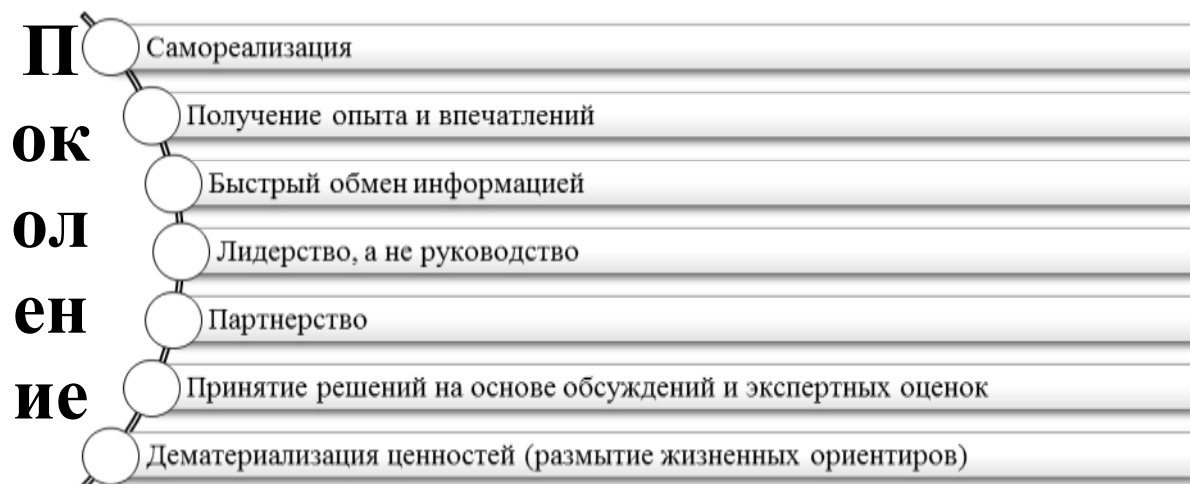 П
ок
ол
ен
ие
Самореализация
Получение опыта и впечатлений
Быстрый обмен информацией
Лидерство, а не руководство
Партнерство
Принятие решений на основе обсуждений и экспертных оценок
Дематериализация ценностей (размытие жизненных ориентиров)